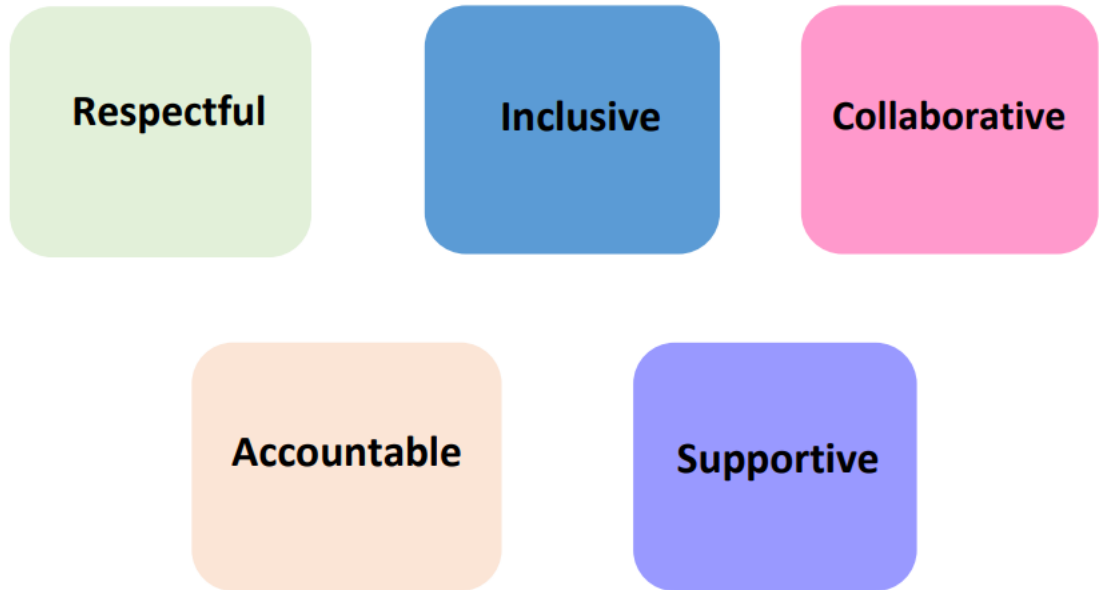 Respectful
Inclusive
Collaborative
Accountable
Supportive